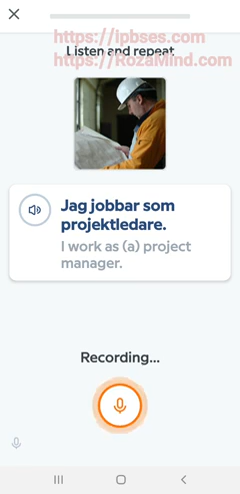 https://ipbses.com
Listen and repeat
https://RozaMind.com
Jag jobbar som
projektledare.
I work as (a) project
manager.
Recording...